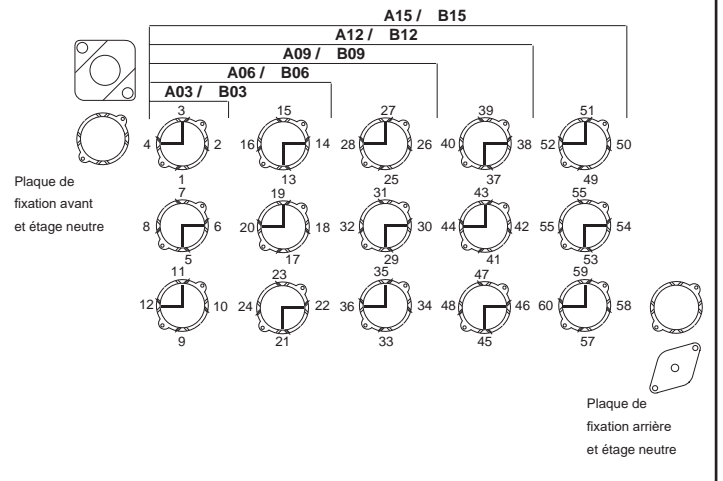 A15 / B15
A12 / B12
A09 / B09
A06 / B06
A03 / B03
3 15 27 39 51
4 2 16 14 28 26 40 38 52 50
1 13 25 37 49
Plaque de
fixation avant
et étage neutre
7 19 31 43 55
8 6 20 18 32 30 44 42 55 54
5 17 29 41 53
11 23 35 47 59
12 10 24 22 36 34 48 46 60 58
9 21 33 45 57
Plaque de
fixation arrière
et étage neutre